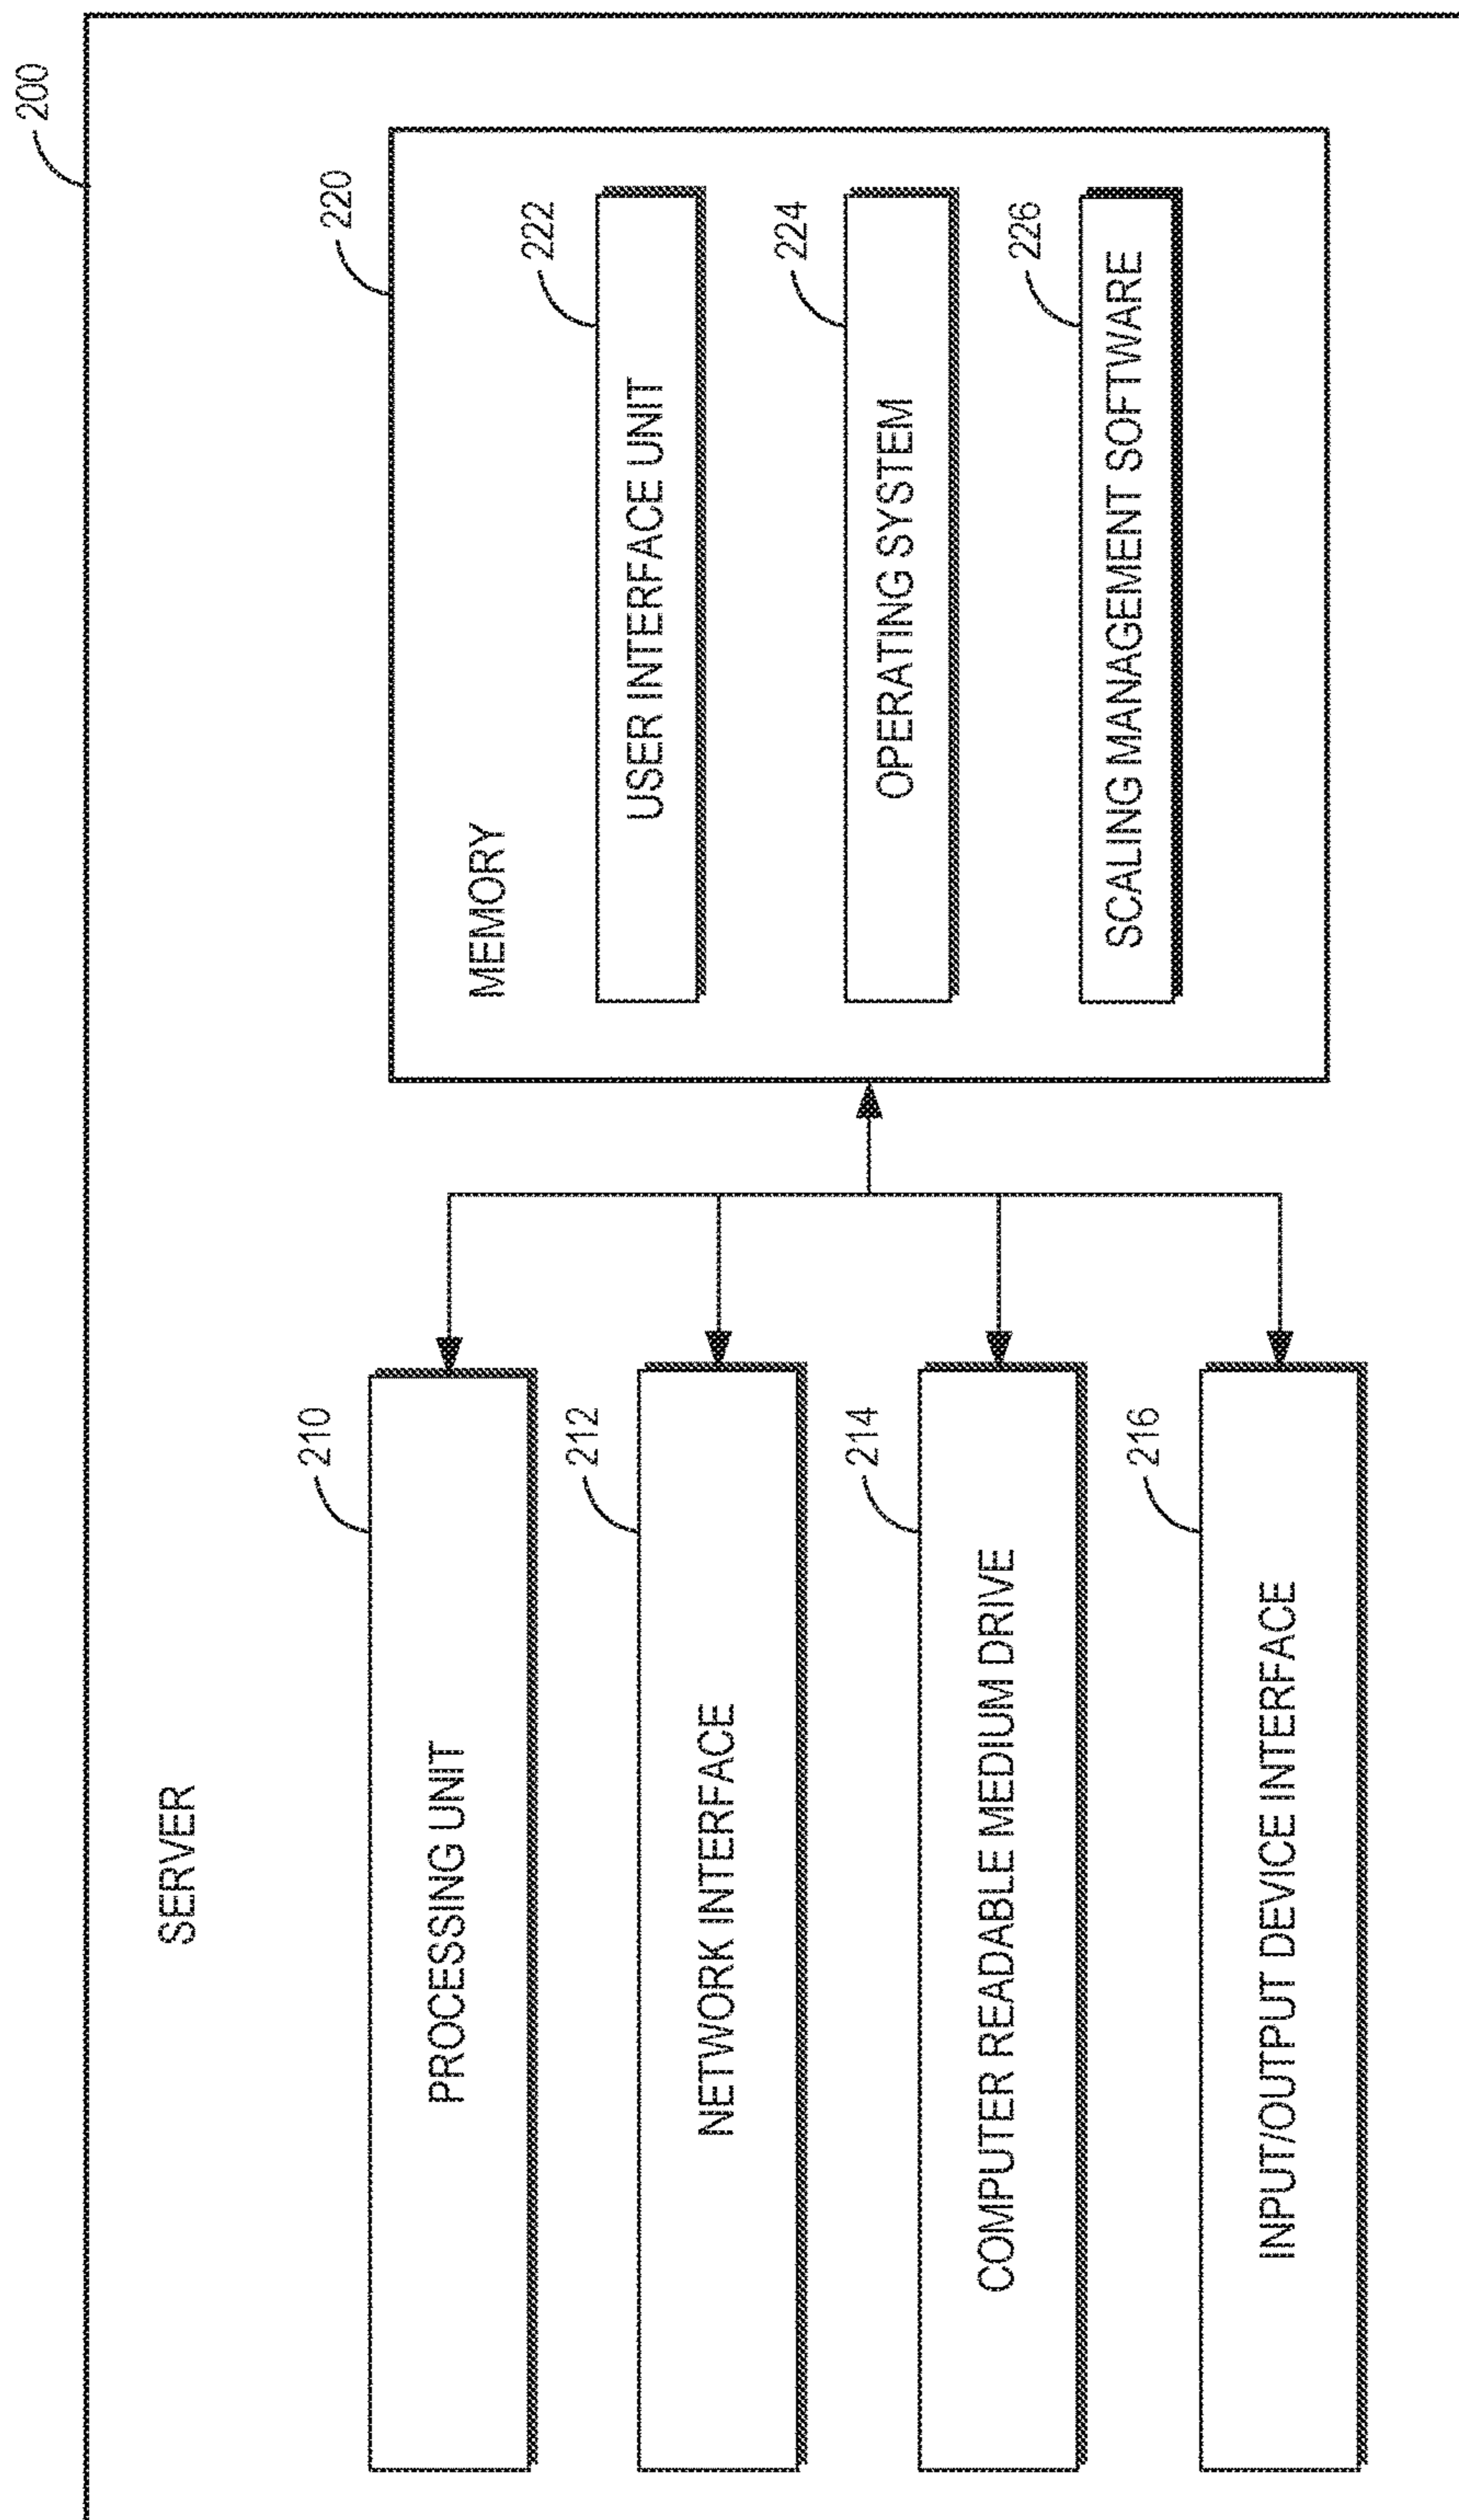 200
SERVER
210
PROCESSING UNIT
212
NETWORK INTERFACE
214
COMPUTER READABLE MEDIUM DRIVE
216
INPUT/OUTPUT DEVICE INTERFACE
220
MEMORY
222
USER INTERFACE UNIT
224
OPERATING SYSTEM
226
SCALING MANAGEMENT SOFTWARE